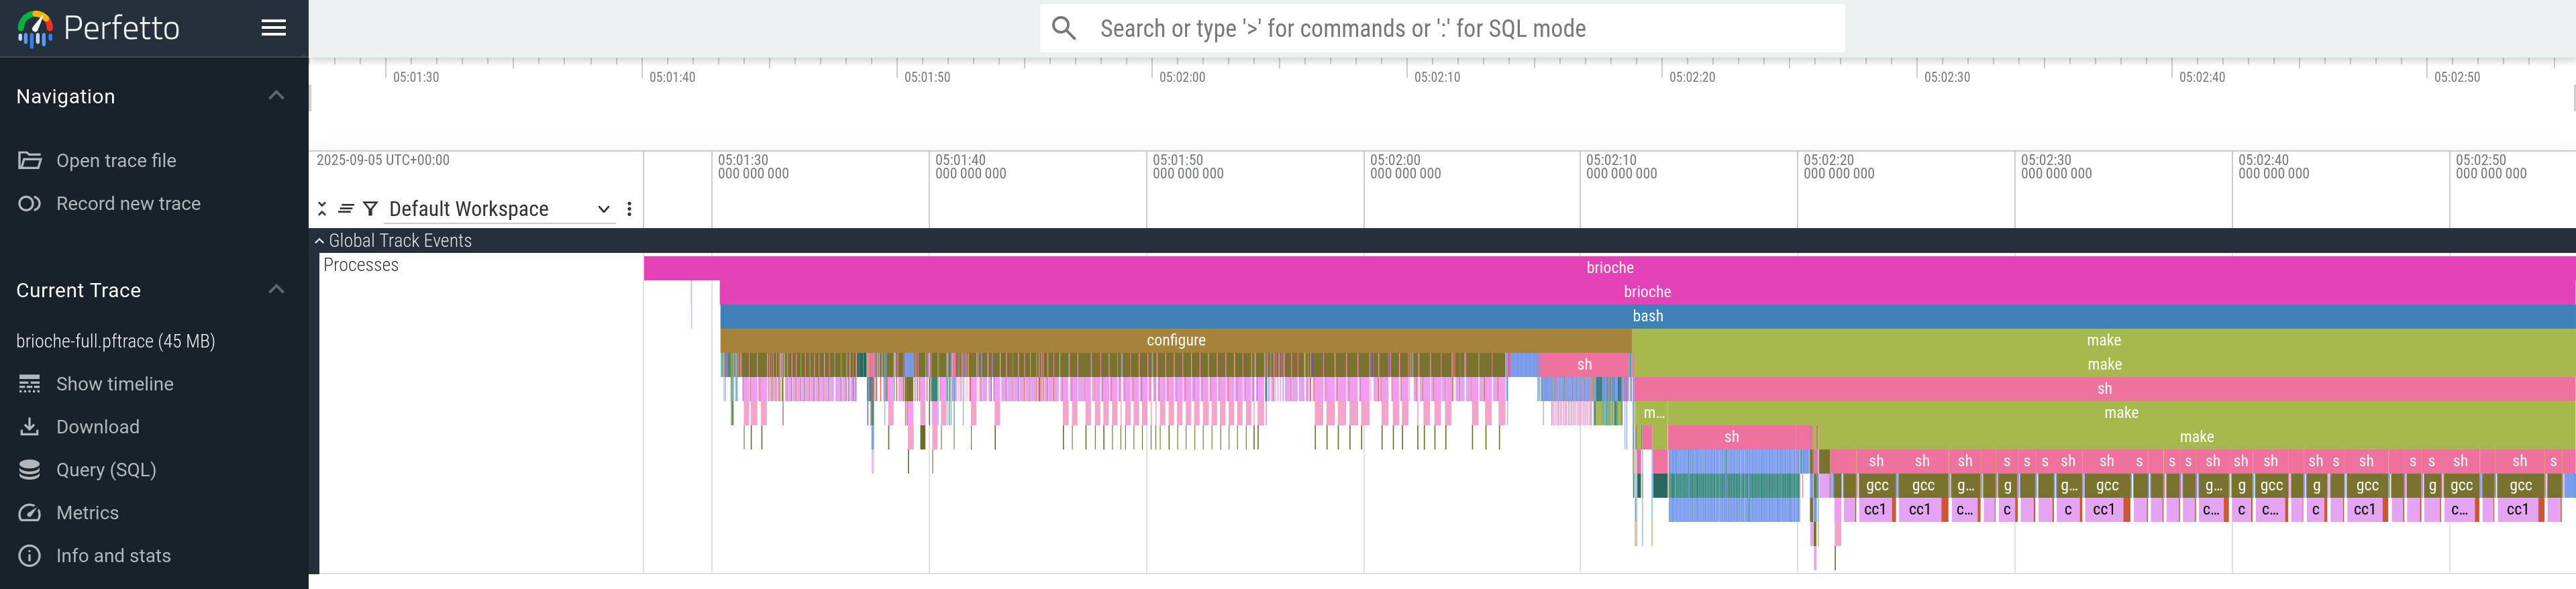 Perfetto
Search or type '>' for commands or ':' for SQL mode
Navigation
Open trace file
Record new trace
Current Trace
brioche-full.pftrace (45 MB)
Show timeline
Download
Query (SQL)
Metrics
Info and stats
05:01:30 05:01:40 05:01:50 05:02:00 05:02:10 05:02:20 05:02:30 05:02:40 05:02:50
2025-09-05 UTC+00:00
05:01:30 05:01:40 05:01:50 05:02:00 05:02:10 05:02:20 05:02:30 05:02:40 05:02:50
000 000 000 000 000 000 000 000 000 000 000 000 000 000 000 000 000 000 000 000 000 000 000 000 000 000 000
Default Workspace
Global Track Events
Processes
brioche
brioche
bash
configure make
sh make
sh
m... make
sh make
sh sh sh s s s sh sh s s s sh sh sh sh s sh s s sh sh s
gcc gcc g... g g... gcc g... g gcc g gcc g gcc gcc
cc1 cc1 c... c c cc1 c... c c... c cc1 c... cc1